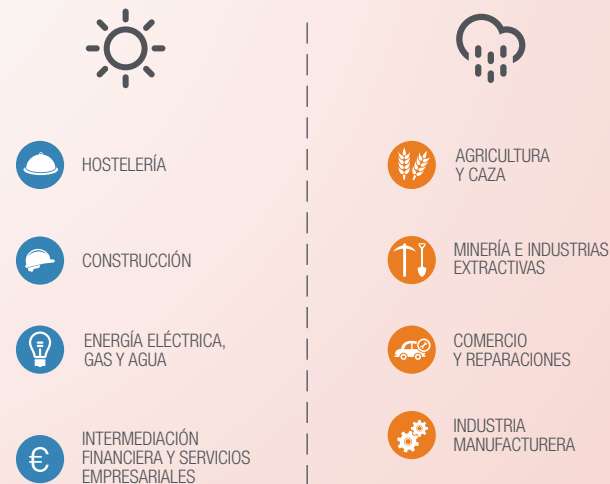 HOSTELERÍA
CONSTRUCCIÓN
ENERGÍA ELÉCTRICA,
GAS Y AGUA
€
INTERMEDIACIÓN
FINANCIERA Y SERVICIOS
EMPRESARIALES
AGRICULTURA
Y CAZA
MINERÍA E INDUSTRIAS
EXTRACTIVAS
COMERCIO
Y REPARACIONES
INDUSTRIA
MANUFACTURERA